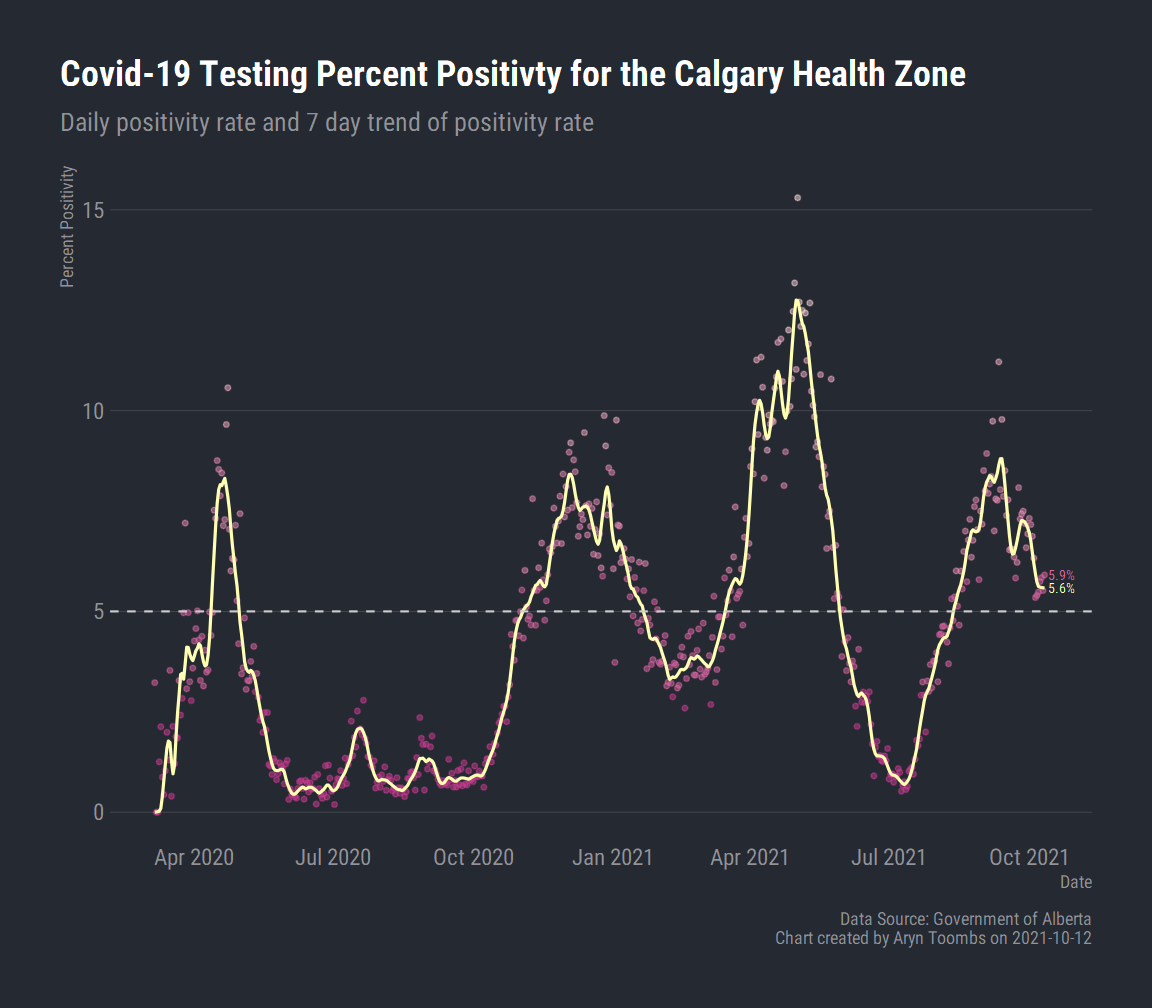 Covid-19 Testing Percent Positivty for the Calgary Health Zone
Daily positivity rate and 7 day trend of positivity rate
Percent Positivity
15
10
5
0
5.9%
5.6%
Apr 2020 Jul 2020 Oct 2020 Jan 2021 Apr 2021 Jul 2021 Oct 2021
Date
Data Source: Government of Alberta
Chart created by Aryn Toombs on 2021-10-12